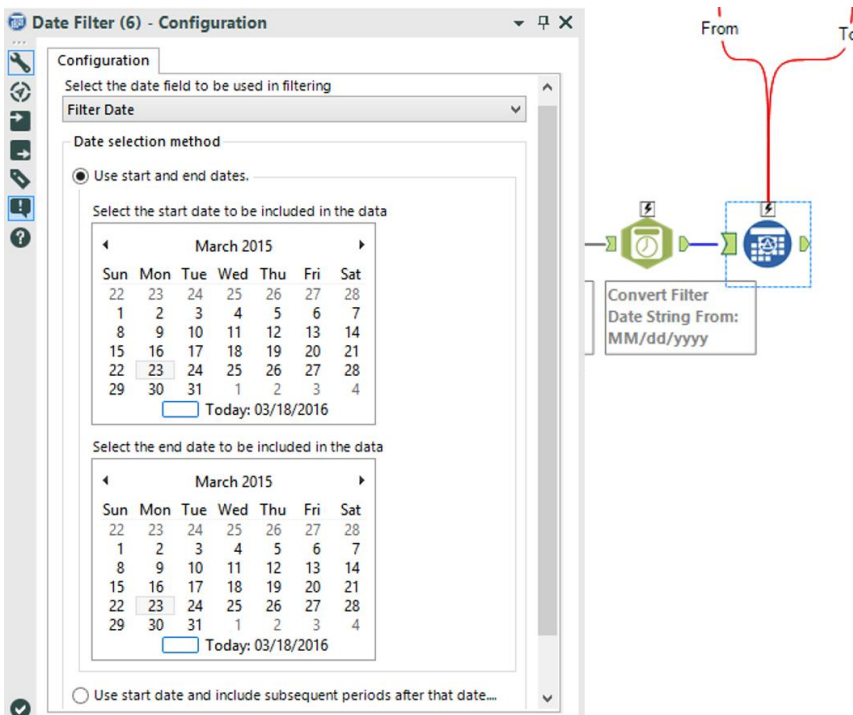 Date Filter (6) - Configuration
Configuration
Select the date field to be used in filtering
Filter Date
Date selection method
Use start and end dates.
Select the start date to be included in the data
March 2015
Sun Mon Tue Wed Thu Fri Sat
22 23 24 25 26 27 28
1 2 3 4 5 6 7
8 9 10 11 12 13 14
15 16 17 18 19 20 21
22 23 24 25 26 27 28
29 30 31 1 2 3 4
Today: 03/18/2016
Select the end date to be included in the data
March 2015
Sun Mon Tue Wed Thu Fri Sat
22 23 24 25 26 27 28
1 2 3 4 5 6 7
8 9 10 11 12 13 14
15 16 17 18 19 20 21
22 23 24 25 26 27 28
29 30 31 1 2 3 4
Today: 03/18/2016
Use start date and include subsequent periods after that date....
From
To
Convert Filter
Date String From:
MM/dd/yyyy